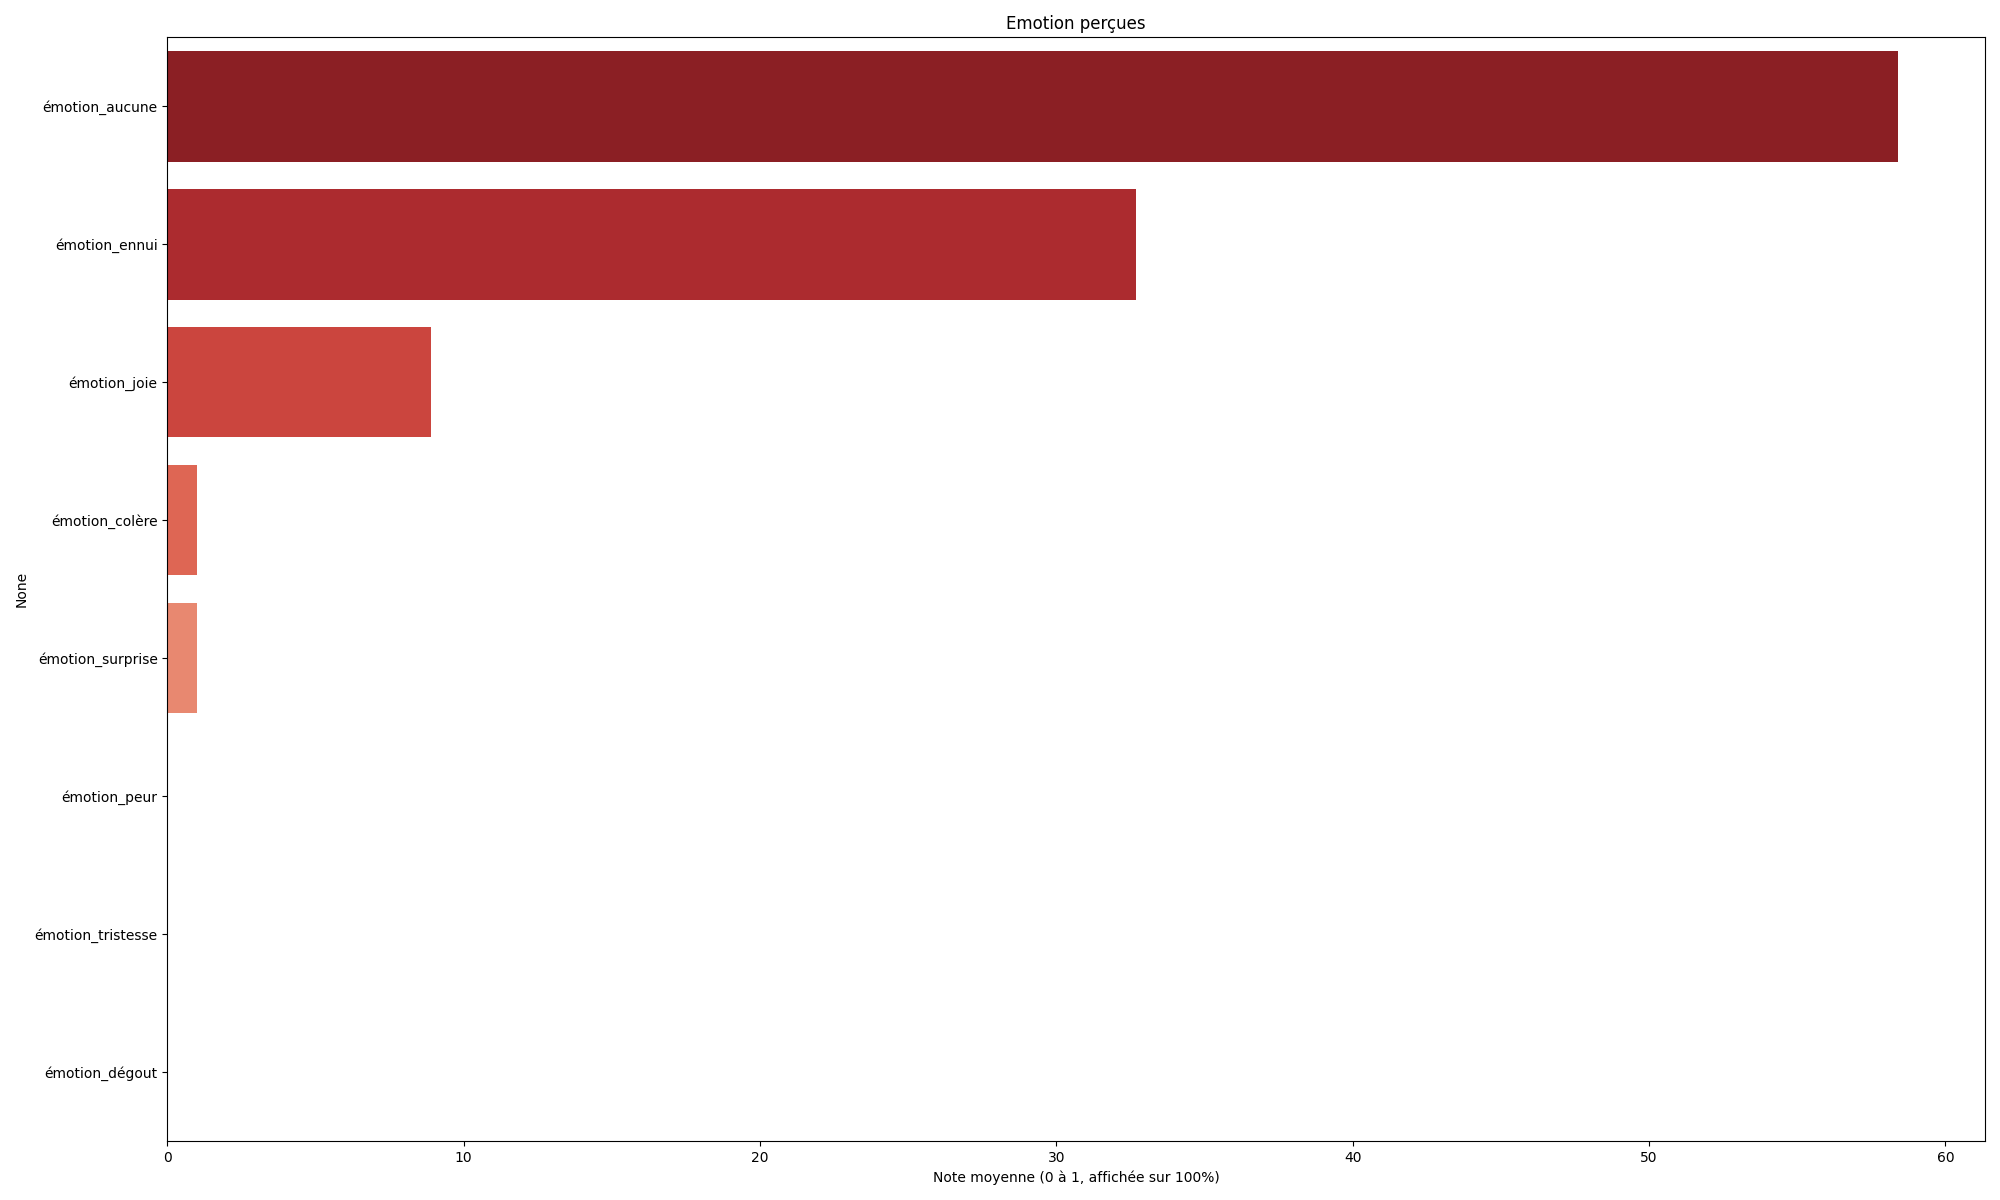 Emotion perçues
émotion_aucune
émotion_ennui
émotion_joie
émotion_colère
émotion_surprise
émotion_peur
émotion_tristesse
émotion_dégout
None
0 10 20 30 40 50 60
Note moyenne (0 à 1, affichée sur 100%)